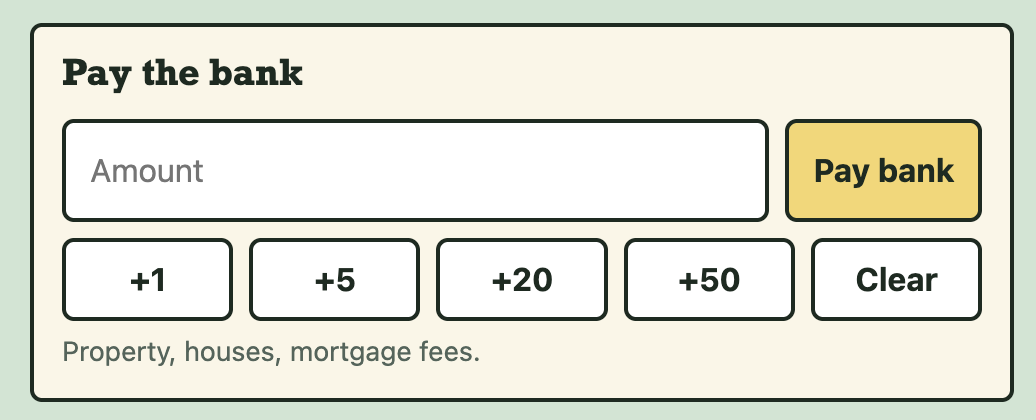 Pay the bank
Amount
Pay bank
+1
+5
+20
+50
Clear
Property, houses, mortgage fees.